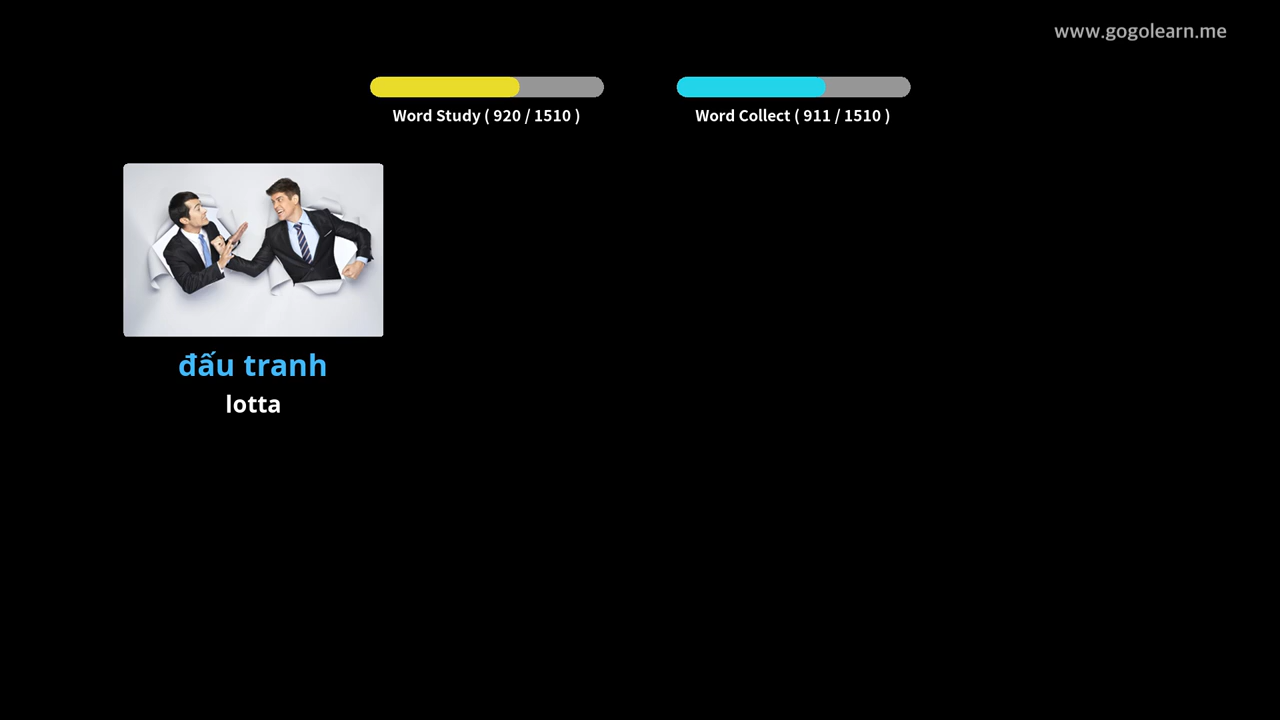 www.gogolearn.me
Word Study ( 920 / 1510 )
Word Collect ( 911 / 1510 )
đấu tranh
lotta